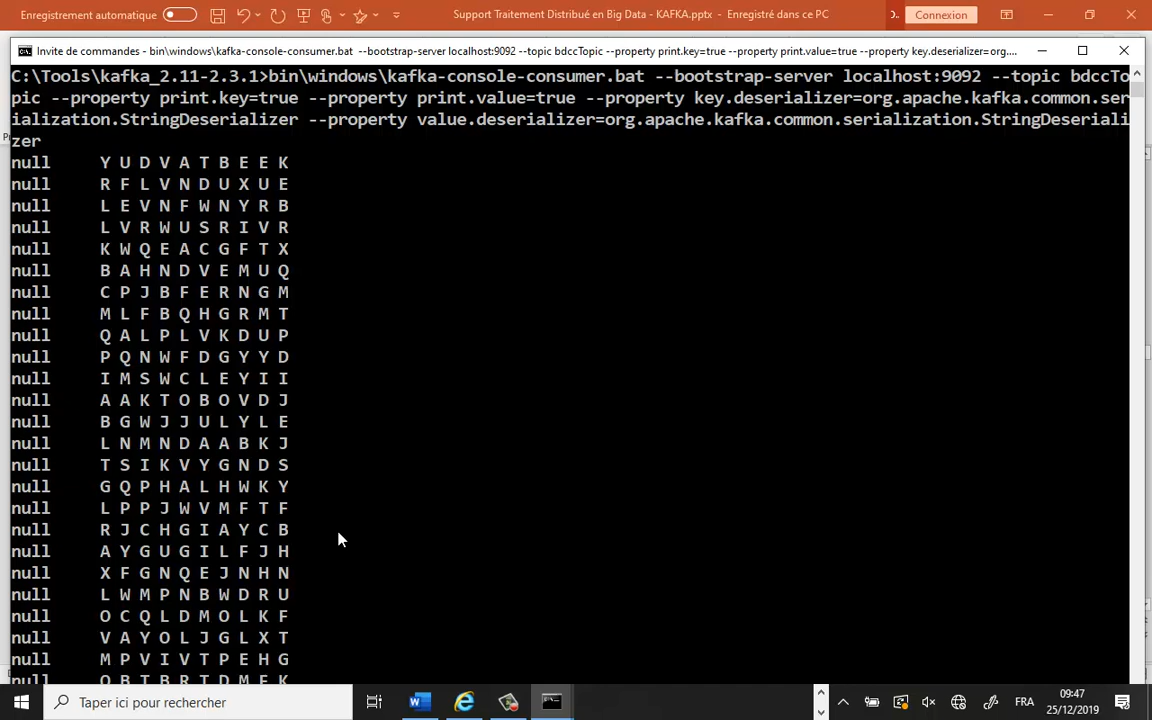 Enregistrement automatique
Support Traitement Distribué en Big Data - KAFKA.pptx - Enregistré dans ce PC
Connexion
Invite de commandes - bin\windows\kafka-console-consumer.bat --bootstrap-server localhost:9092 --topic bdccTopic --property print.key=true --property print.value=true --property key.deserializer=org....
C:\Tools\kafka_2.11-2.3.1>bin\windows\kafka-console-consumer.bat --bootstrap-server localhost:9092 --topic bdccTo
pic --property print.key=true --property print.value=true --property key.deserializer=org.apache.kafka.common.ser
ialization.StringDeserializer --property value.deserializer=org.apache.kafka.common.serialization.StringDeseriali
zer
null Y U D V A T B E E K
null R F L V N D U X U E
null L E V N F W N Y R B
null L V R W U S R I V R
null K W Q E A C G F T X
null B A H N D V E M U Q
null C P J B F E R N G M
null M L F B Q H G R M T
null Q A L P L V K D U P
null P Q N W F D G Y Y D
null I M S W C L E Y I I
null A A K T O B O V D J
null B G W J J U L Y L E
null L N M N D A A B K J
null T S I K V Y G N D S
null G Q P H A L H W K Y
null L P P J W V M F T F
null R J C H G I A Y C B
null A Y G U G I L F J H
null X F G N Q E J N H N
null L W M P N B W D R U
null O C Q L D M O L K F
null V A Y O L J G L X T
null M P V I V T P E H G
null
Taper ici pour rechercher
FRA
09:47
25/12/2019